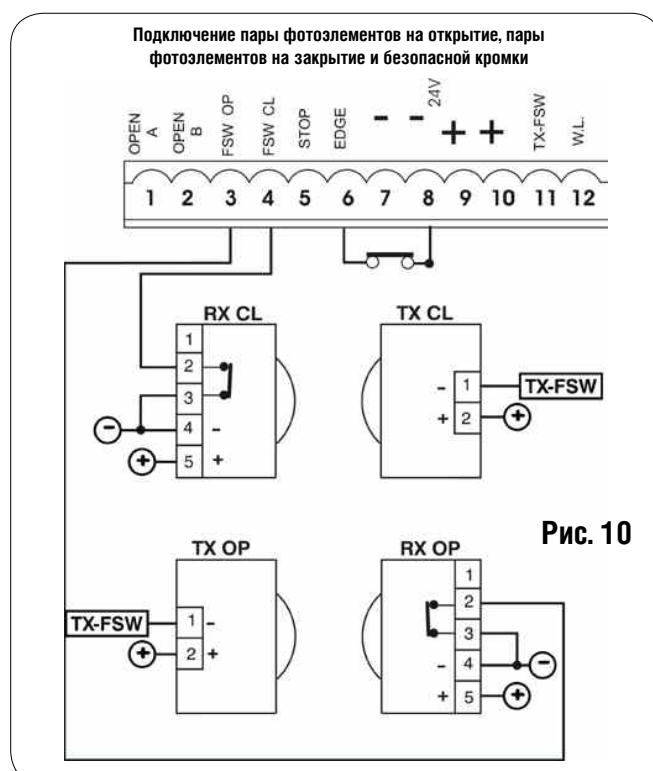 Подключение пары фотоэлементов на открытие, пары
фотоэлементов на закрытие и безопасной кромки
OPEN A
OPEN B
FSW OP
FSW CL
STOP
EDGE
-
-
24V
+
+
TX-FSW
W.L.
1 2 3 4 5 6 7 8 9 10 11 12
RX CL
1
2
3
4 -
5 +
-
+
TX CL
- 1
+ 2
TX-FSW
+
Рис. 10
TX OP
TX-FSW
+
1 -
2 +
RX OP
1
2
3
- 4
+ 5
-
+